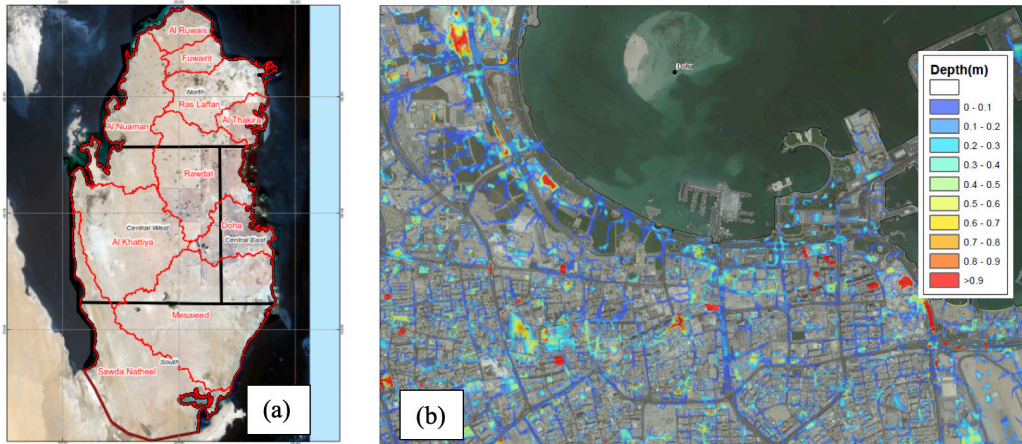 Al Ruwais
Fuwairit
North
Ras Laffan
Al Nuaman
Al Thakira
Rawdat
Doha
Central West
Central East
Al Khattiya
Mesaieed
South
Sawda Natheel
(a)
Doha
Depth(m)
0 - 0.1
0.1 - 0.2
0.2 - 0.3
0.3 - 0.4
0.4 - 0.5
0.5 - 0.6
0.6 - 0.7
0.7 - 0.8
0.8 - 0.9
>0.9
(b)